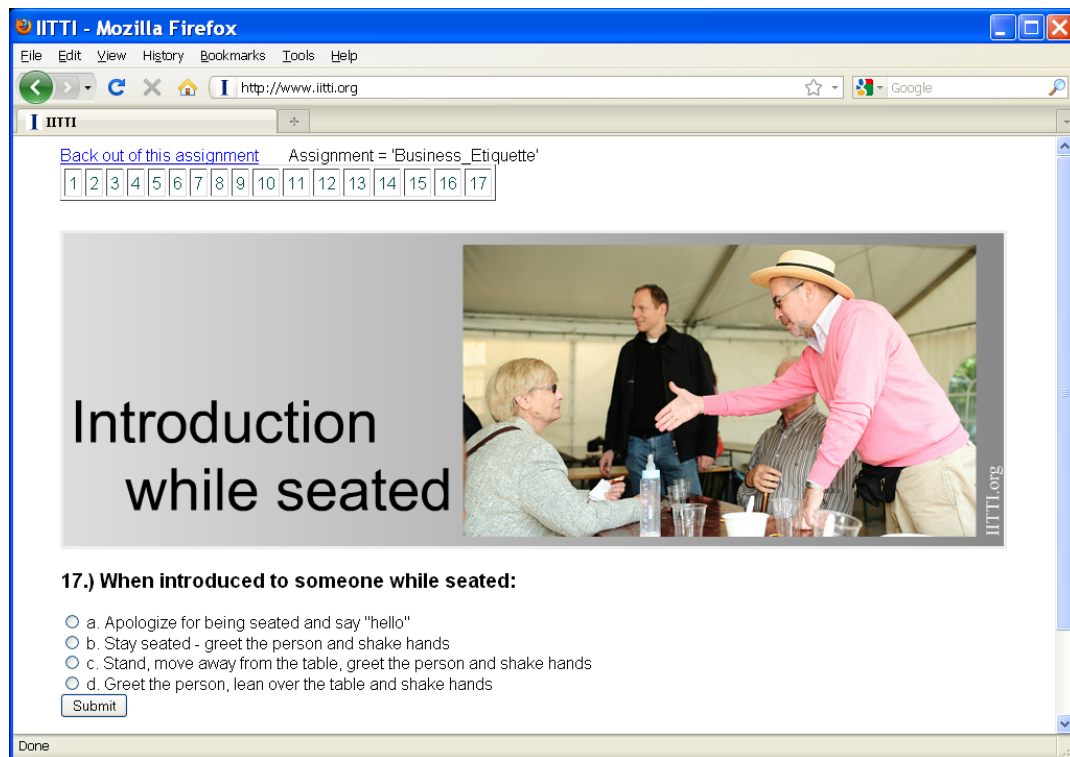 IITTI - Mozilla Firefox
File Edit View History Bookmarks Tools Help
I http://www.iitti.org
Google
I IITTI
Back out of this assignment Assignment = 'Business_Etiquette'
1 2 3 4 5 6 7 8 9 10 11 12 13 14 15 16 17
Introduction
while seated
IITTI.org
17.) When introduced to someone while seated:
a. Apologize for being seated and say "hello"
b. Stay seated - greet the person and shake hands
c. Stand, move away from the table, greet the person and shake hands
d. Greet the person, lean over the table and shake hands
Submit
Done